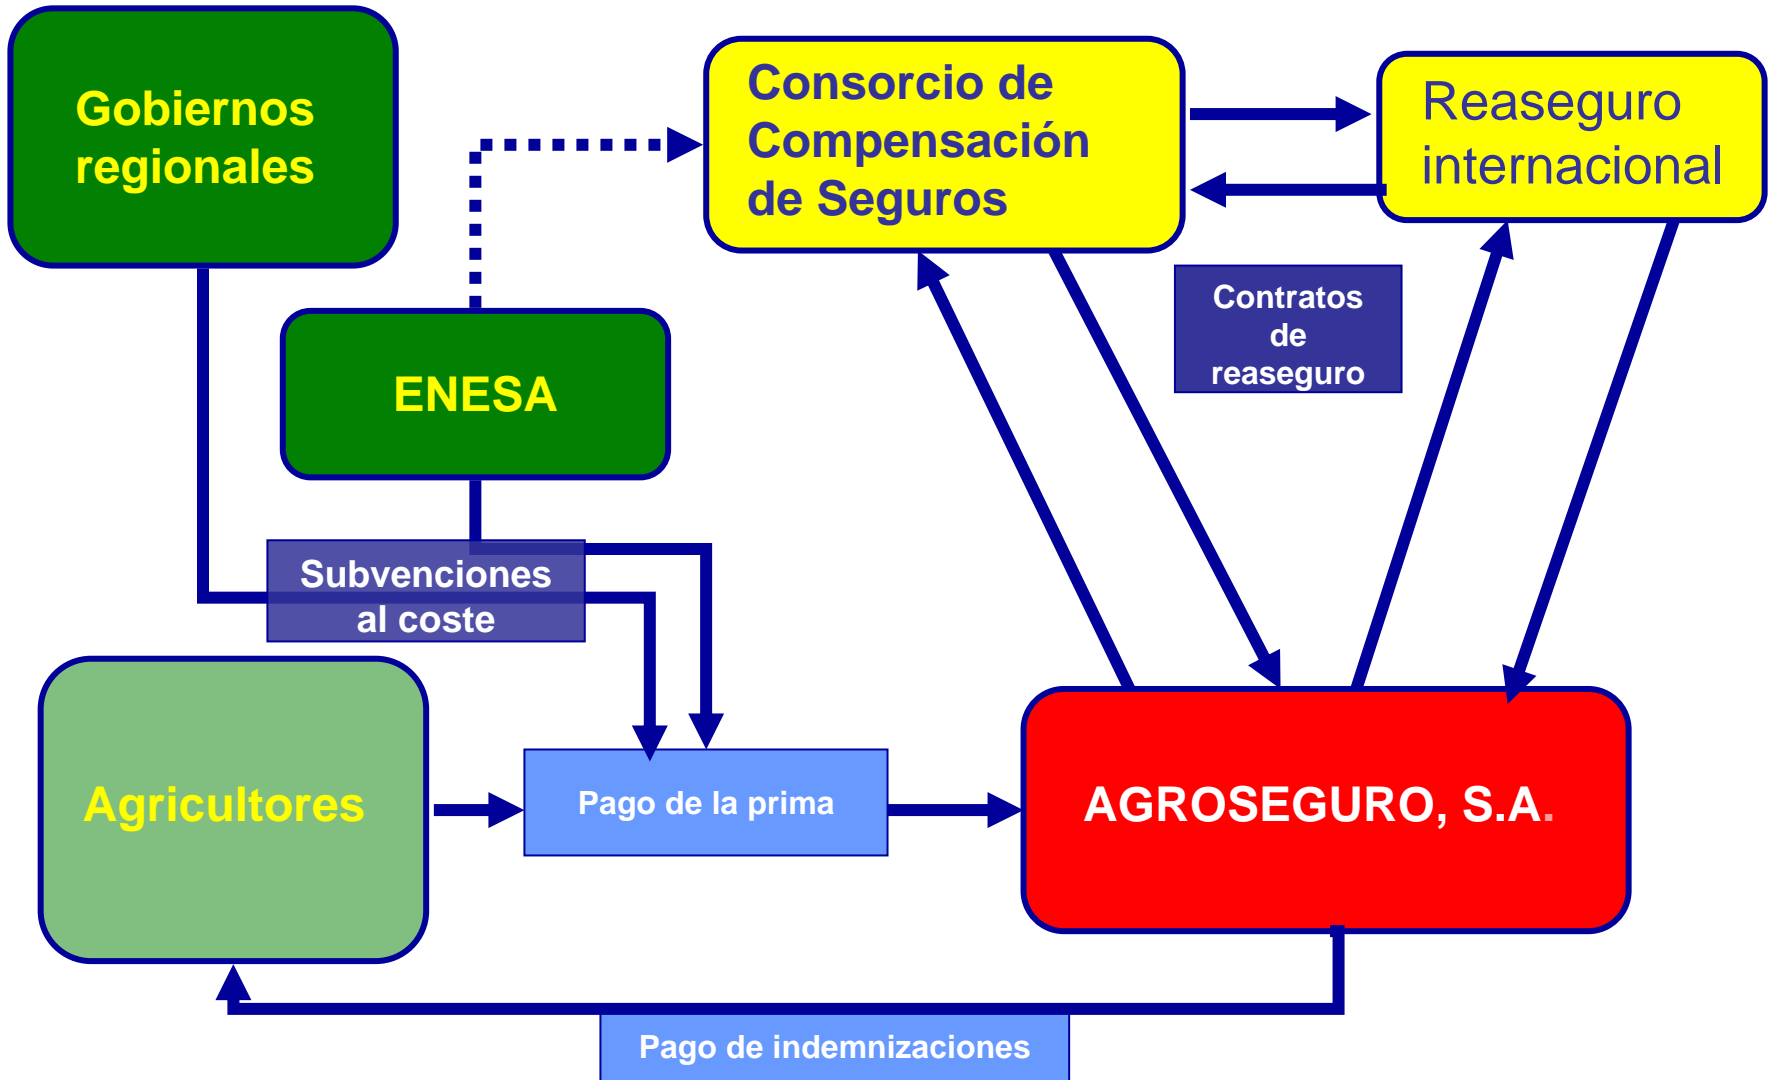 Gobiernos
regionales
Consorcio de
Compensación
de Seguros
Reaseguro
internacional
Contratos
de
reaseguro
ENESA
Subvenciones
al coste
Agricultores
Pago de la prima
AGROSEGURO, S.A.
Pago de indemnizaciones